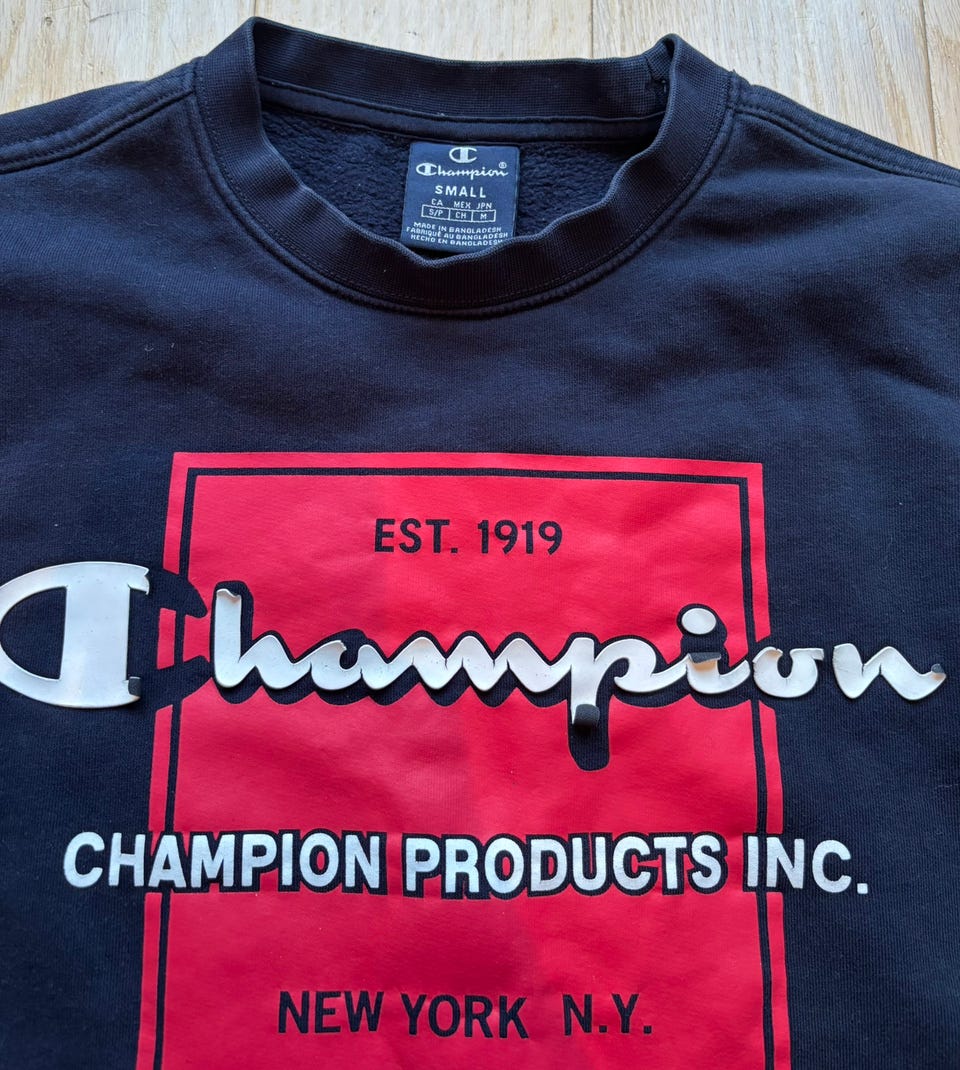 Champion®
SMALL
CA MEX JPN
S/P CH M
MADE IN BANGLADESH
FABRIQUÉ AU BANGLADESH
HECHO EN BANGLADESH
EST. 1919
Champion
CHAMPION PRODUCTS INC.
NEW YORK N.Y.